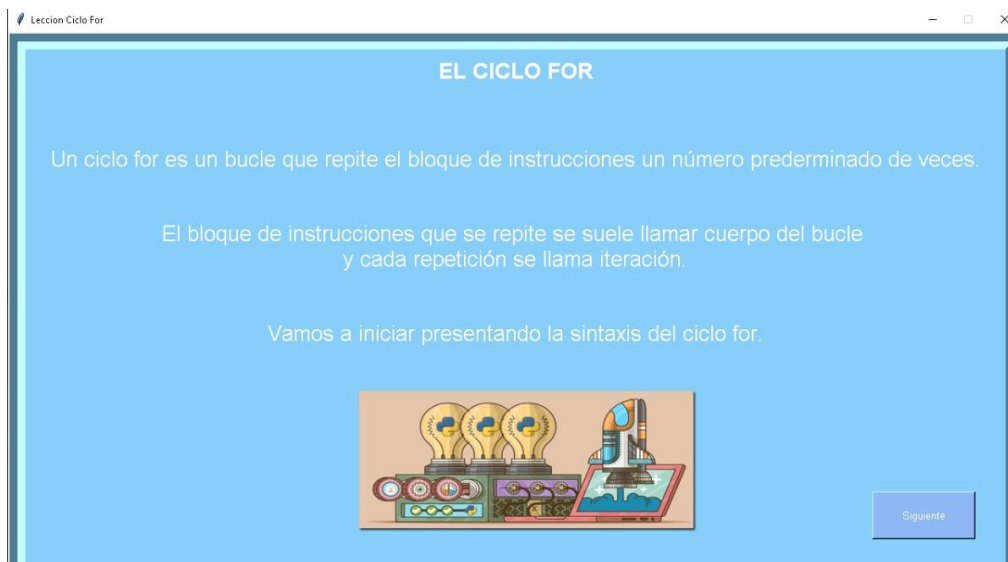 Leccion Ciclo For
EL CICLO FOR
Un ciclo for es un bucle que repite el bloque de instrucciones un número prederminado de veces.
El bloque de instrucciones que se repite se suele llamar cuerpo del bucle
y cada repetición se llama iteración.
Vamos a iniciar presentando la sintaxis del ciclo for.
Siguiente